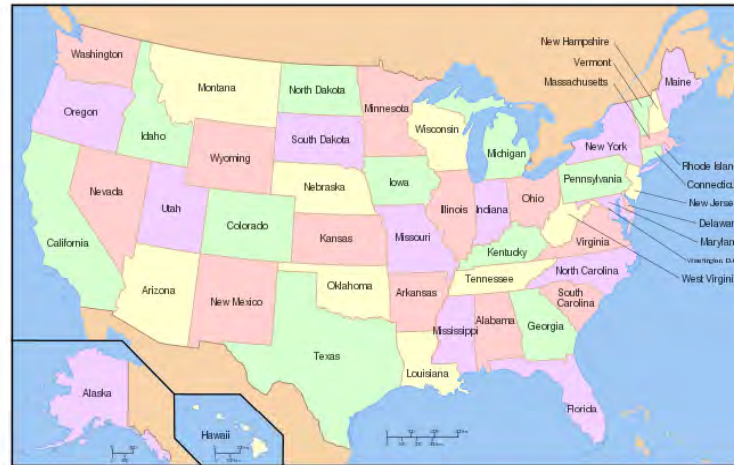 New Hampshire
Vermont
Massachusetts
Washington
Maine
Montana
North Dakota
Minnesota
Oregon
Idaho
Wisconsin
South Dakota
New York
Michigan
Rhode Islan
Wyoming
Connecticu
Pennsylvania
Iowa
Nebraska
New Jerse
Nevada
Ohio
Illinois
Indiana
Utah
Delawar
Colorado
Marylan
California
Kansas
Missouri
Virginia
Kentucky
West Virgini
North Carolina
Tennessee
Arizona
Oklahoma
New Mexico
Arkansas
South
Carolina
Mississippi
Alabama
Georgia
Texas
Louisiana
Alaska
Florida
Hawaii